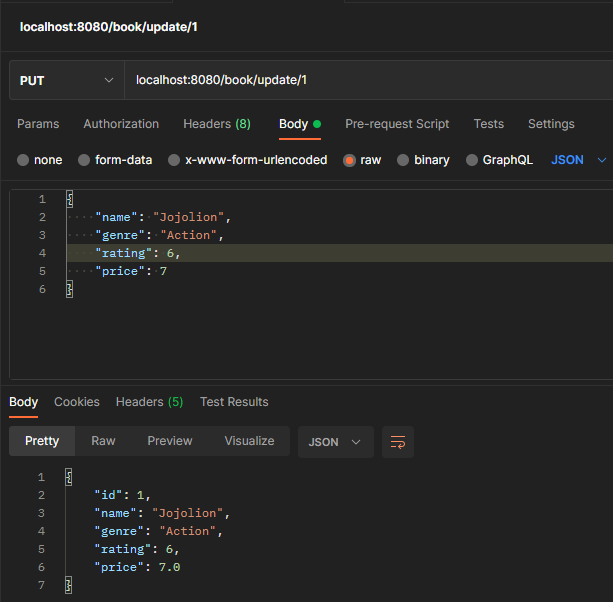 localhost:8080/book/update/1
PUT localhost:8080/book/update/1
Params Authorization Headers (8) Body Pre-request Script Tests Settings
none form-data x-www-form-urlencoded raw binary GraphQL JSON
1 {
2 "name": "Jojolion",
3 "genre": "Action",
4 "rating": 6,
5 "price": 7
6 }
Body Cookies Headers (5) Test Results
Pretty Raw Preview Visualize JSON
1 {
2 "id": 1,
3 "name": "Jojolion",
4 "genre": "Action",
5 "rating": 6,
6 "price": 7.0
7 }